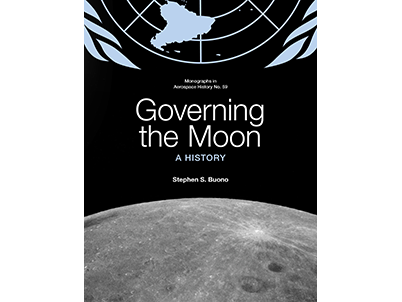 Monographs in
Aerospace History No. 59
Governing
the Moon
A HISTORY
Stephen S. Buono